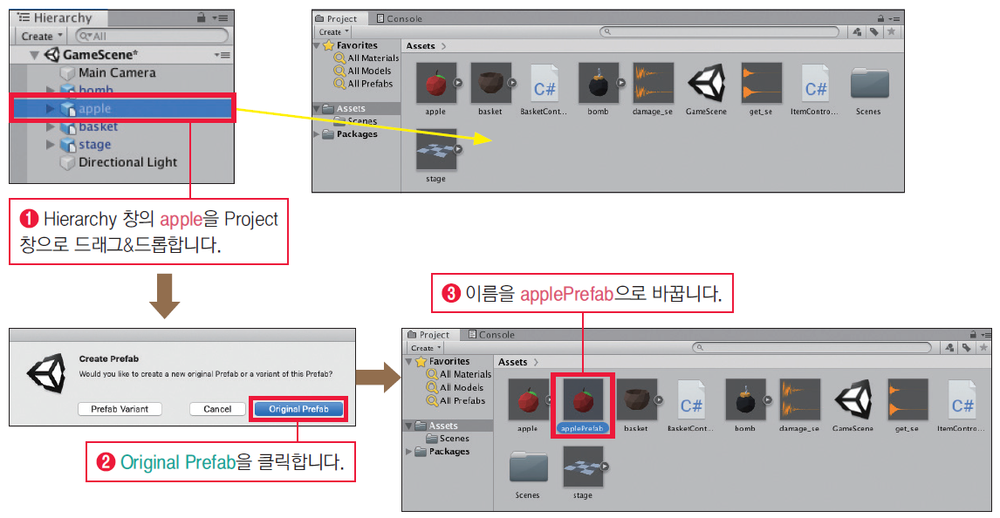 Hierarchy
Create
All
GameScene*
Main Camera
bomb
apple
basket
stage
Directional Light
Project
Console
Create
Favorites
All Materials
All Models
All Prefabs
Assets
Scenes
Packages
Assets >
apple
basket
BasketCont...
bomb
damage_se
GameScene
get_se
ItemContro...
Scenes
stage
❶ Hierarchy 창의 apple을 Project
창으로 드래그&드롭합니다.
Create Prefab
Would you like to create a new original Prefab or a variant of this Prefab?
Prefab Variant
Cancel
Original Prefab
❷ Original Prefab을 클릭합니다.
❸ 이름을 applePrefab으로 바꿉니다.
Project
Console
Create
Favorites
All Materials
All Models
All Prefabs
Assets
Scenes
Packages
Assets >
apple
applePrefab
basket
BasketCont...
bomb
damage_se
GameScene
get_se
ItemContro...
Scenes
stage